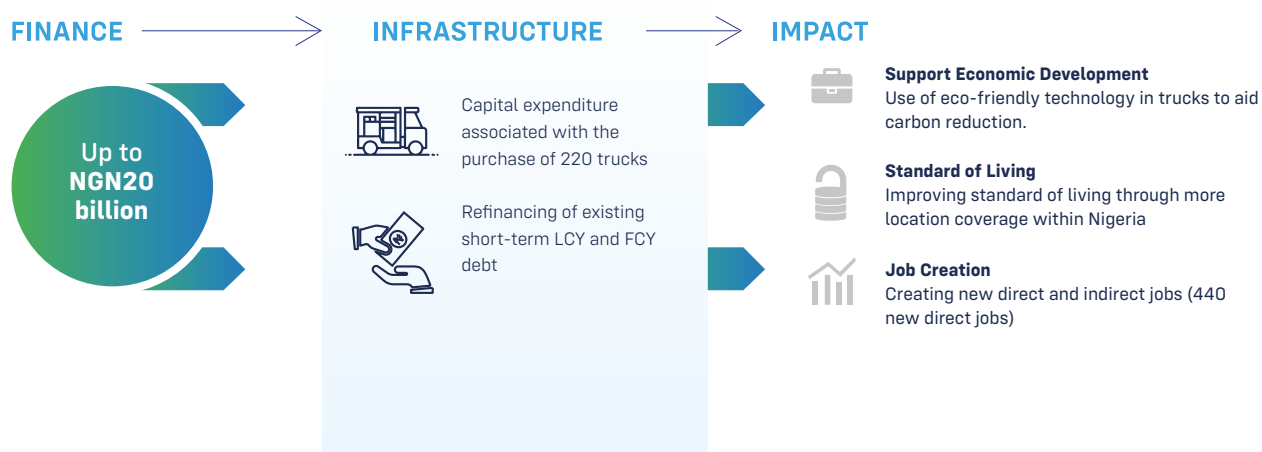 FINANCE
INFRASTRUCTURE
IMPACT
Up to
NGN20
billion
Capital expenditure
associated with the
purchase of 220 trucks
Refinancing of existing
short-term LCY and FCY
debt
Support Economic Development
Use of eco-friendly technology in trucks to aid
carbon reduction.
Standard of Living
Improving standard of living through more
location coverage within Nigeria
Job Creation
Creating new direct and indirect jobs (440
new direct jobs)